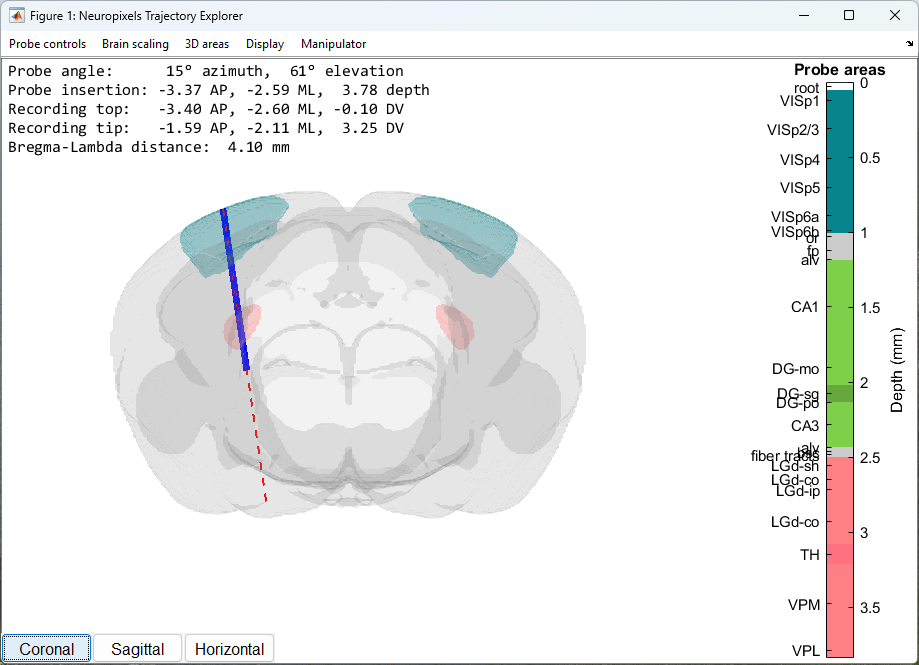 Figure 1: Neuropixels Trajectory Explorer
Probe controls Brain scaling 3D areas Display Manipulator
Probe angle: 15° azimuth, 61° elevation
Probe insertion: -3.37 AP, -2.59 ML, 3.78 depth
Recording top: -3.40 AP, -2.60 ML, -0.10 DV
Recording tip: -1.59 AP, -2.11 ML, 3.25 DV
Bregma-Lambda distance: 4.10 mm
Probe areas
root
VISp1
VISp2/3
VISp4
VISp5
VISp6a
VISp6b
or
fp
alv
CA1
DG-mo
DG-sg
DG-po
CA3
alv
fiber tracts
LGd-sh
LGd-co
LGd-ip
LGd-co
TH
VPM
VPL
0
0.5
1
1.5
2
2.5
3
3.5
Depth (mm)
Coronal Sagittal Horizontal